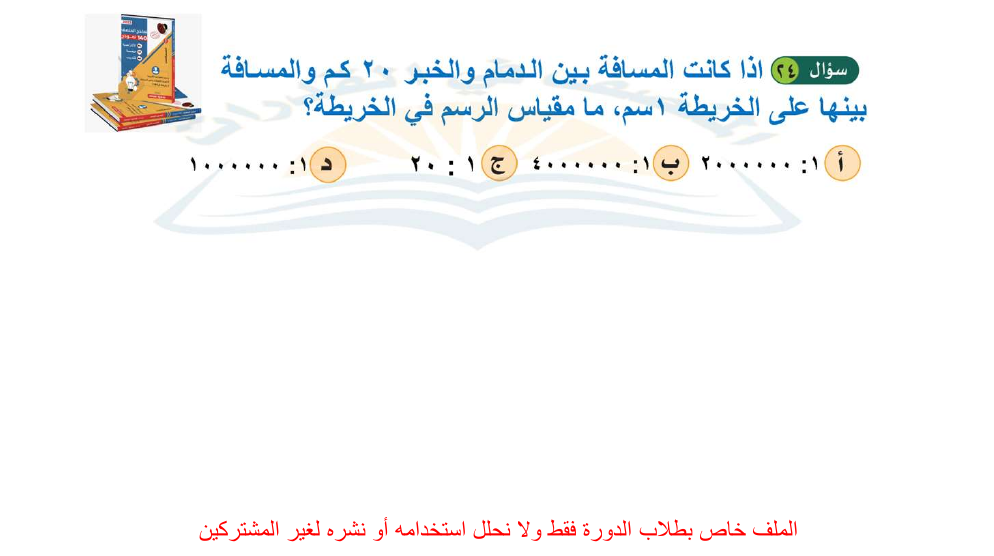 سؤال ٢٤ اذا كانت المسافة بين الدمام والخبر ٢٠ كم والمسافة
بينها على الخريطة ١سم، ما مقياس الرسم في الخريطة؟
أ ١: ٢٠٠٠٠٠٠ ب ١: ٤٠٠٠٠٠٠ ج ١ : ٢٠ د ١: ١٠٠٠٠٠٠
الملف خاص بطلاب الدورة فقط ولا نحلل استخدامه أو نشره لغير المشتركين